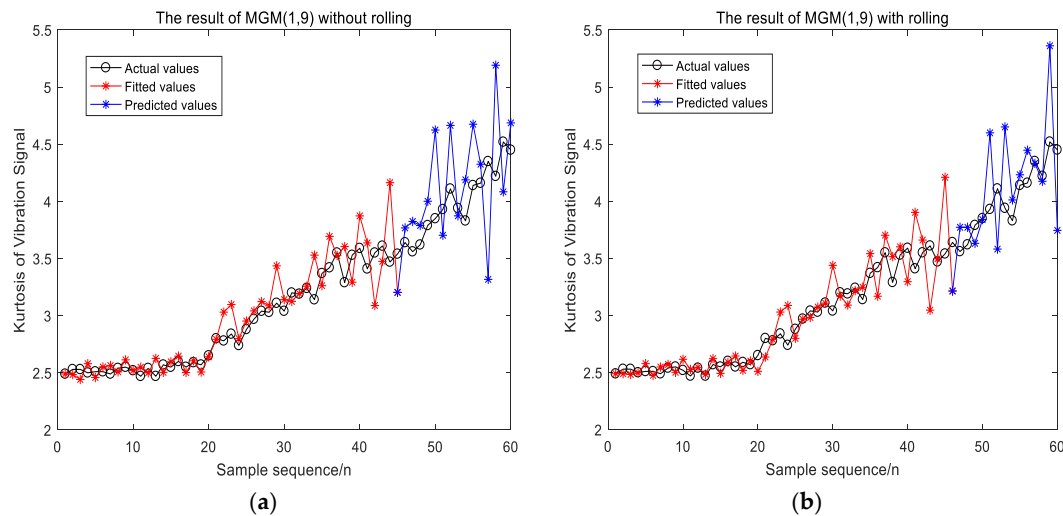 The result of MGM(1,9) without rolling
5.5
5
4.5
4
3.5
3
2.5
2
Kurtosis of Vibration Signal
Actual values
Fitted values
Predicted values
0 10 20 30 40 50 60
Sample sequence/n
(a)
The result of MGM(1,9) with rolling
5.5
5
4.5
4
3.5
3
2.5
2
Kurtosis of Vibration Signal
Actual values
Fitted values
Predicted values
0 10 20 30 40 50 60
Sample sequence/n
(b)